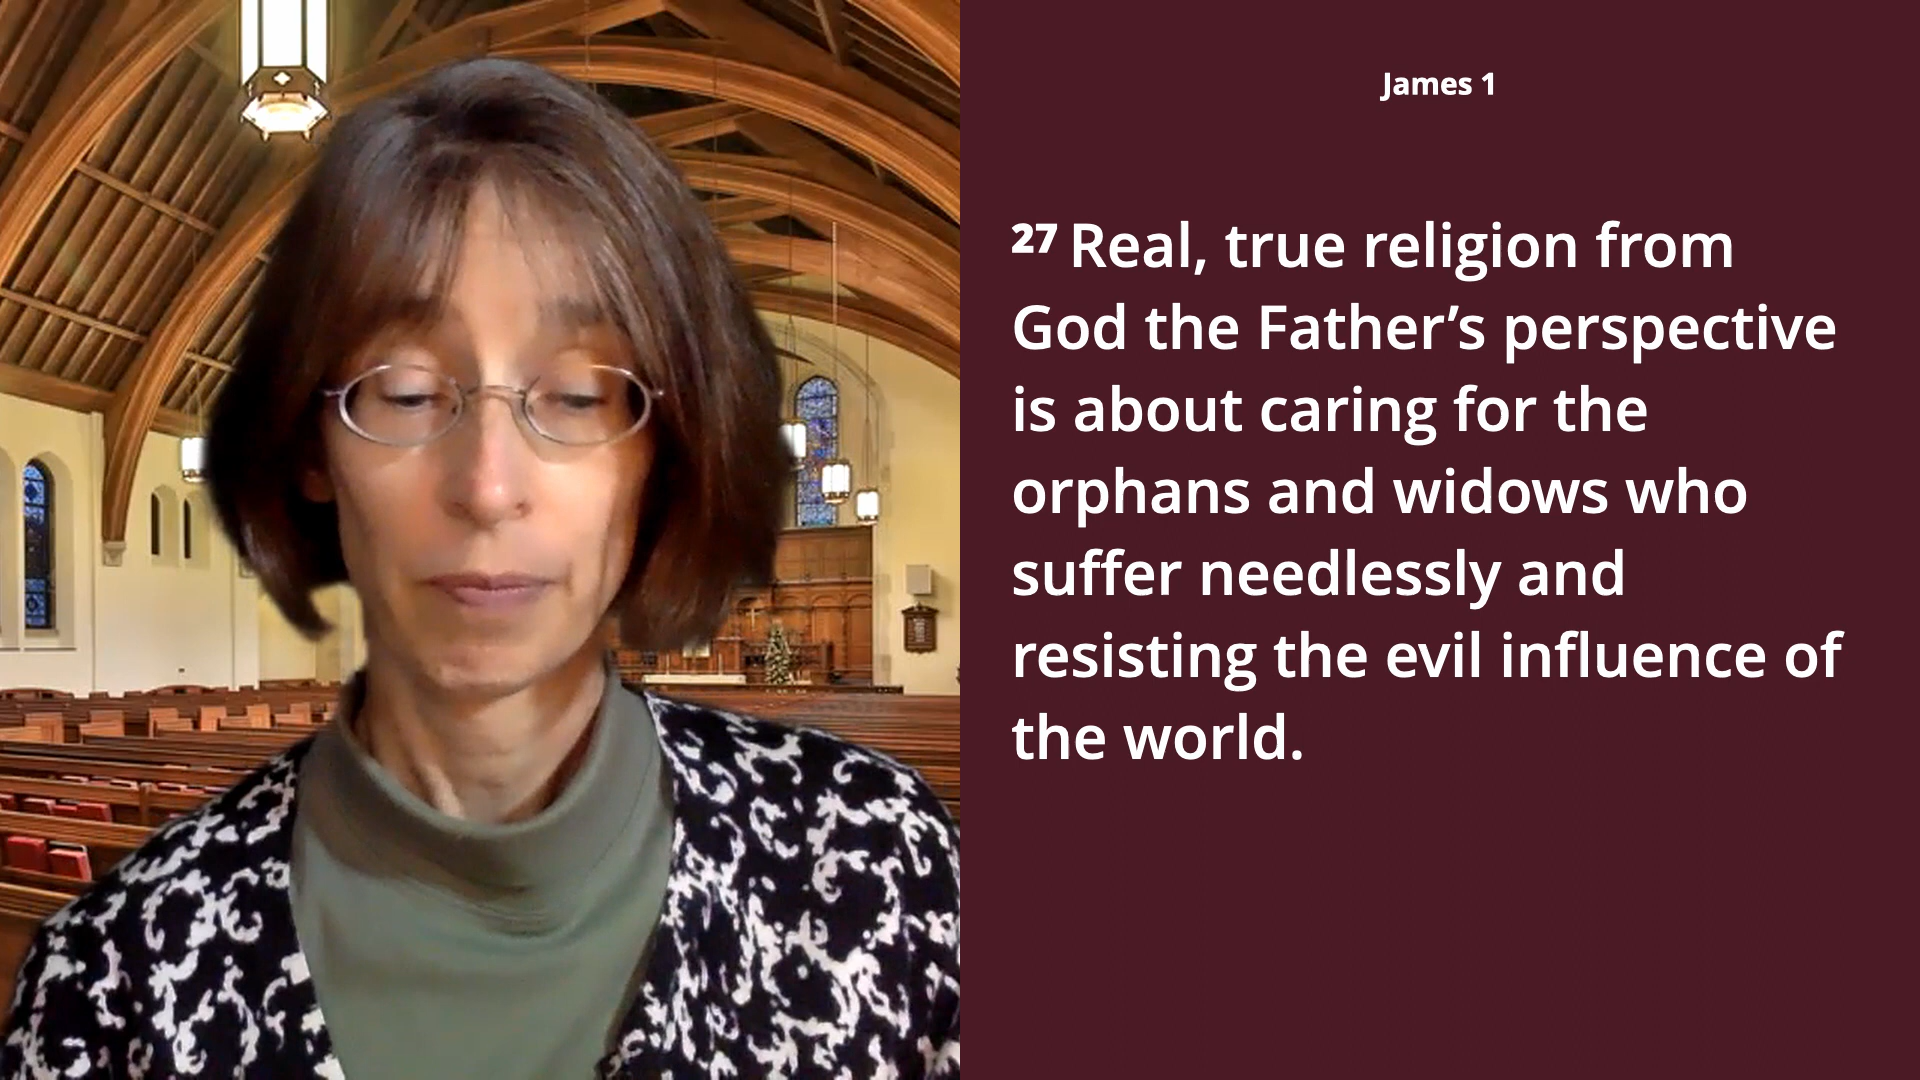 James 1
27 Real, true religion from
God the Father’s perspective
is about caring for the
orphans and widows who
suffer needlessly and
resisting the evil influence of
the world.